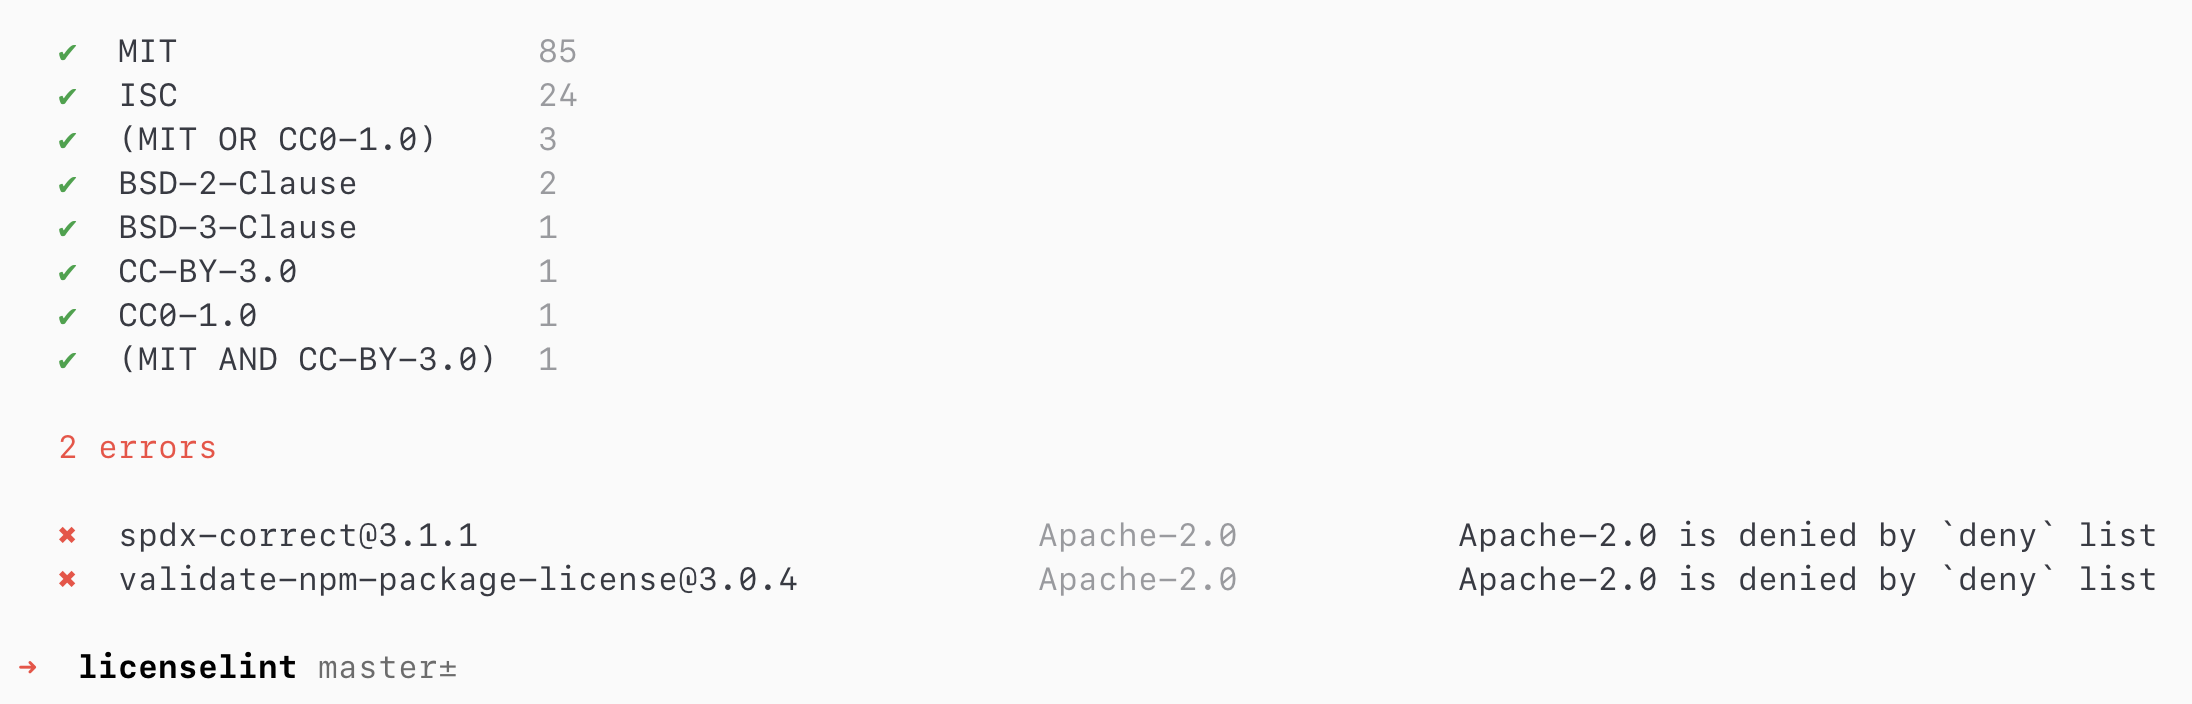 ✔ MIT 85
✔ ISC 24
✔ (MIT OR CC0-1.0) 3
✔ BSD-2-Clause 2
✔ BSD-3-Clause 1
✔ CC-BY-3.0 1
✔ CC0-1.0 1
✔ (MIT AND CC-BY-3.0) 1
2 errors
✖ spdx-correct@3.1.1 Apache-2.0 Apache-2.0 is denied by `deny` list
✖ validate-npm-package-license@3.0.4 Apache-2.0 Apache-2.0 is denied by `deny` list
➜ licenselint master±